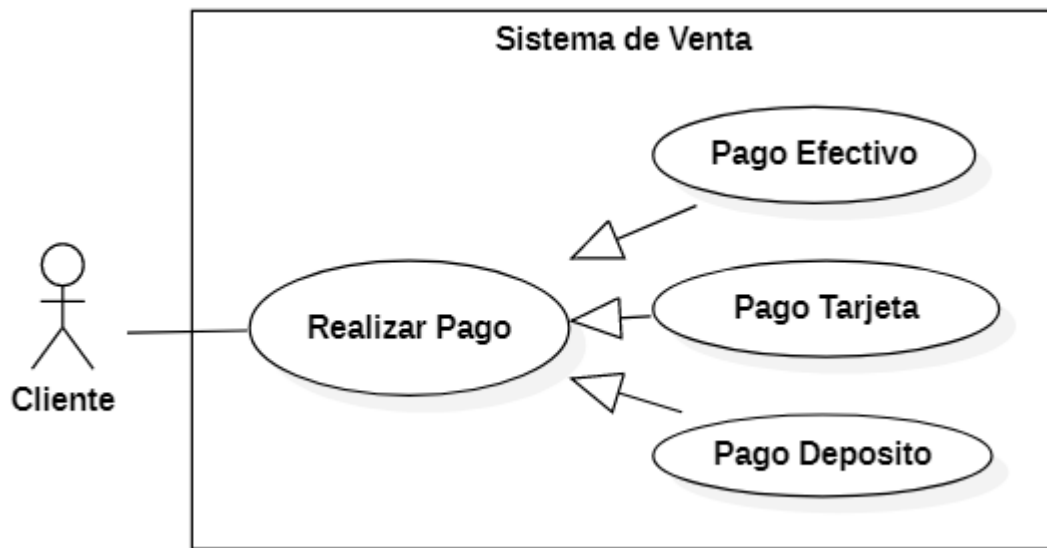 Sistema de Venta
Pago Efectivo
Realizar Pago
Pago Tarjeta
Cliente
Pago Deposito